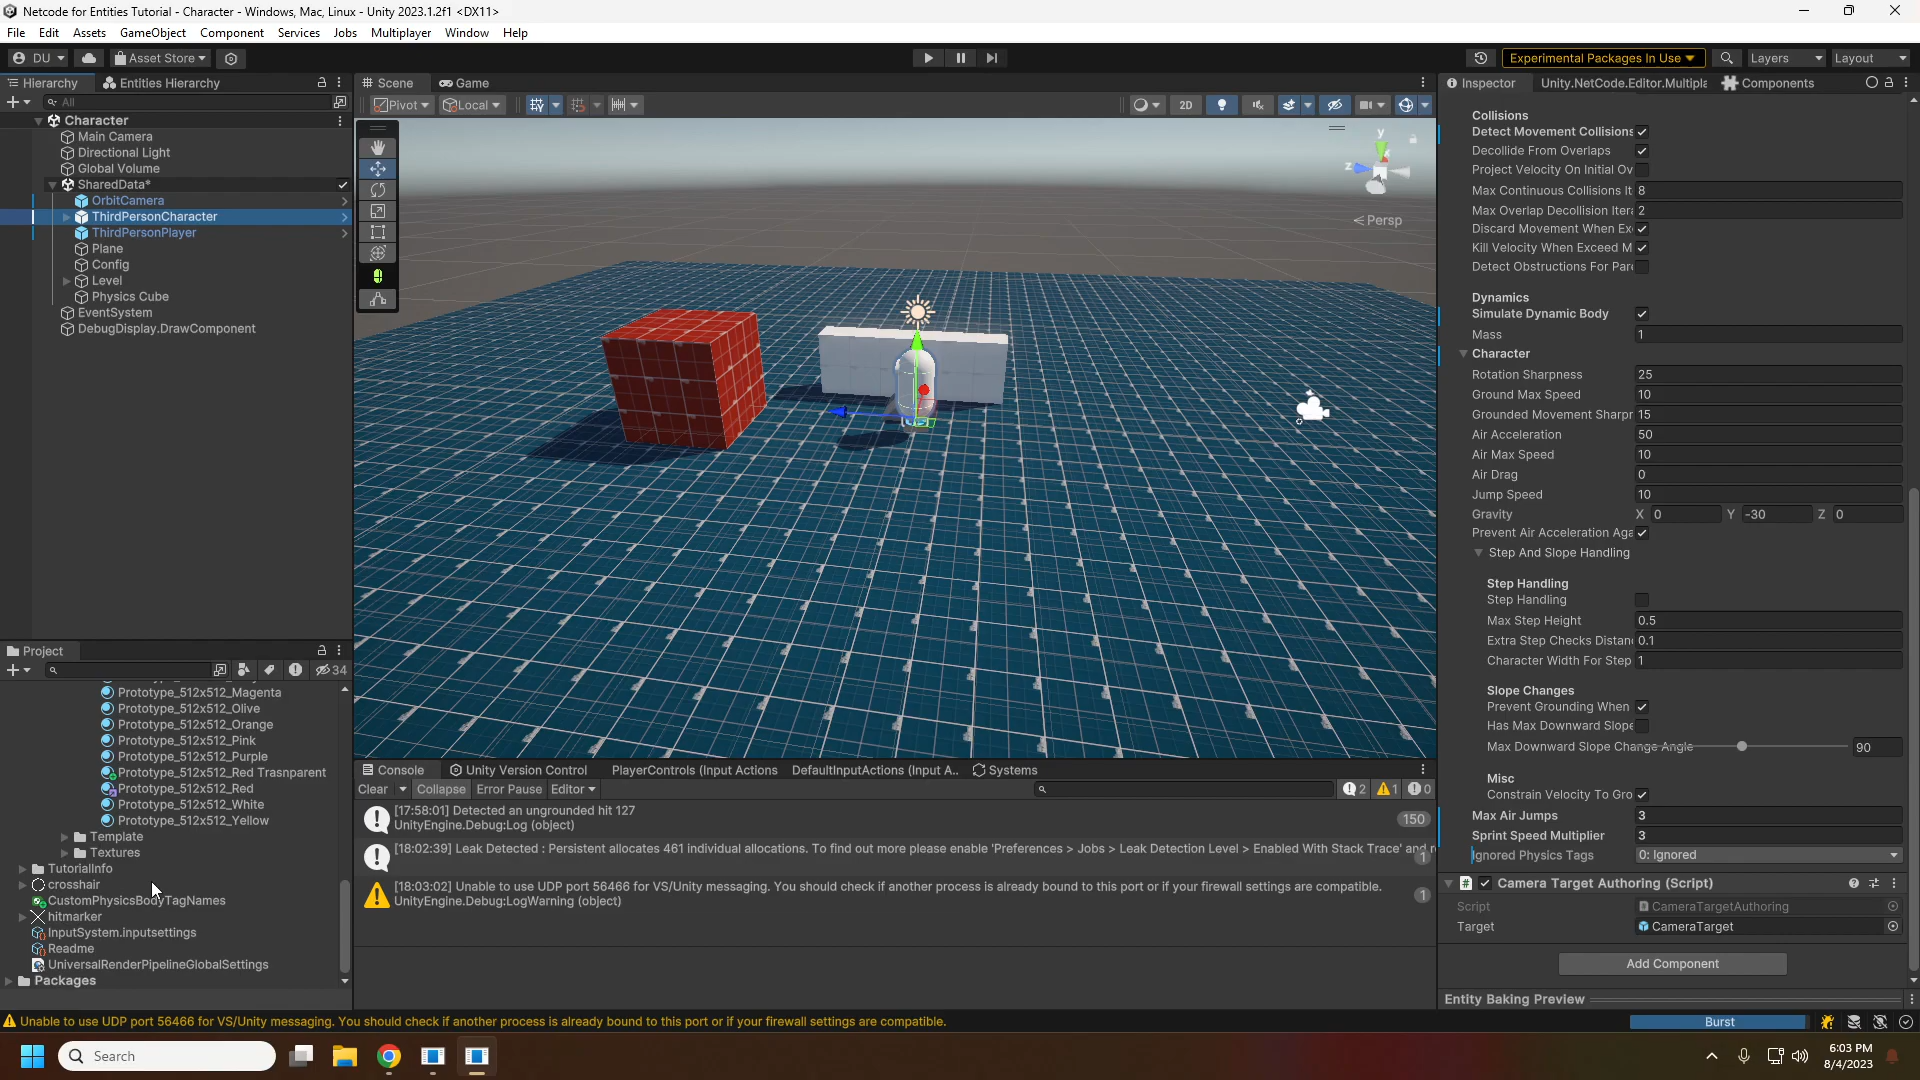 Netcode for Entities Tutorial - Character - Windows, Mac, Linux - Unity 2023.1.2f1 <DX11>
File Edit Assets GameObject Component Services Jobs Multiplayer Window Help
DU Asset Store Experimental Packages In Use Layers Layout
Hierarchy Entities Hierarchy
All
Character
Main Camera
Directional Light
Global Volume
SharedData*
OrbitCamera
ThirdPersonCharacter
ThirdPersonPlayer
Plane
Config
Level
Physics Cube
EventSystem
DebugDisplay.DrawComponent
Scene Game
Pivot Local 2D
y
z
Persp
Project
34
Prototype_512x512_Magenta
Prototype_512x512_Olive
Prototype_512x512_Orange
Prototype_512x512_Pink
Prototype_512x512_Purple
Prototype_512x512_Red Trasnparent
Prototype_512x512_Red
Prototype_512x512_White
Prototype_512x512_Yellow
Template
Textures
TutorialInfo
crosshair
CustomPhysicsBodyTagNames
hitmarker
InputSystem.inputsettings
Readme
UniversalRenderPipelineGlobalSettings
Packages
Console Unity Version Control PlayerControls (Input Actions DefaultInputActions (Input A.. Systems
Clear Collapse Error Pause Editor 2 1 0
[17:58:01] Detected an ungrounded hit 127
UnityEngine.Debug:Log (object)
150
[18:02:39] Leak Detected : Persistent allocates 461 individual allocations. To find out more please enable 'Preferences > Jobs > Leak Detection Level > Enabled With Stack Trace' and r
1
[18:03:02] Unable to use UDP port 56466 for VS/Unity messaging. You should check if another process is already bound to this port or if your firewall settings are compatible.
UnityEngine.Debug:LogWarning (object)
1
Inspector Unity.NetCode.Editor.Multipl Components
Collisions
Detect Movement Collisions
Decollide From Overlaps
Project Velocity On Initial Ov
Max Continuous Collisions It 8
Max Overlap Decollision Iter 2
Discard Movement When Ex
Kill Velocity When Exceed M
Detect Obstructions For Par
Dynamics
Simulate Dynamic Body
Mass 1
Character
Rotation Sharpness 25
Ground Max Speed 10
Grounded Movement Sharpr 15
Air Acceleration 50
Air Max Speed 10
Air Drag 0
Jump Speed 10
Gravity X 0 Y -30 Z 0
Prevent Air Acceleration Aga
Step And Slope Handling
Step Handling
Step Handling
Max Step Height 0.5
Extra Step Checks Distan 0.1
Character Width For Step 1
Slope Changes
Prevent Grounding When
Has Max Downward Slope
Max Downward Slope Change Angle 90
Misc
Constrain Velocity To Gro
Max Air Jumps 3
Sprint Speed Multiplier 3
Ignored Physics Tags 0: Ignored
Camera Target Authoring (Script)
Script CameraTargetAuthoring
Target CameraTarget
Add Component
Entity Baking Preview
Unable to use UDP port 56466 for VS/Unity messaging. You should check if another process is already bound to this port or if your firewall settings are compatible.
Burst
Search
6:03 PM
8/4/2023